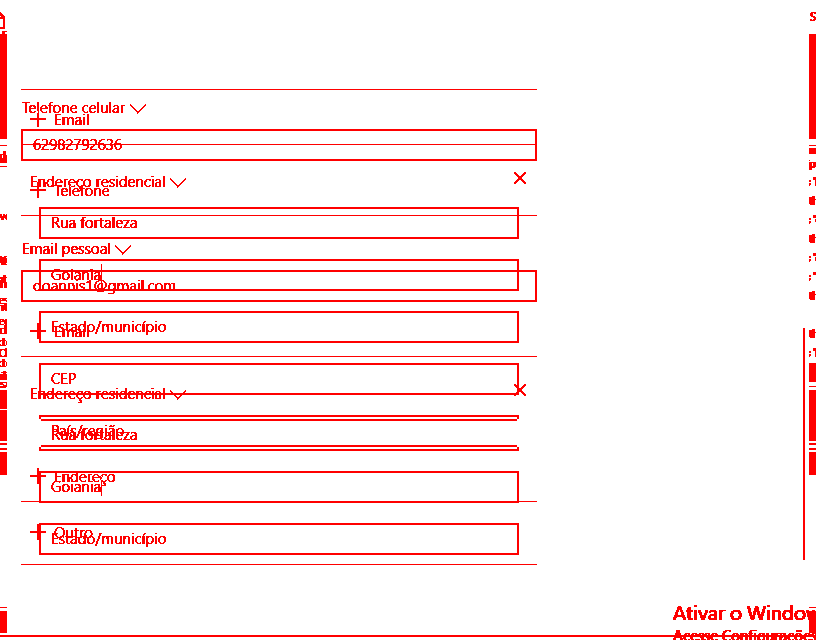 Telefone celular
Email
62982792636
Endereço residencial
Telefone
Rua fortaleza
Email pessoal
Goiania
doannis1@gmail.com
Estado/município
Email
CEP
Endereço residencial
País/região
Rua fortaleza
Endereço
Goiania
Outro
Estado/município
Ativar o Window
Acesse Configurações